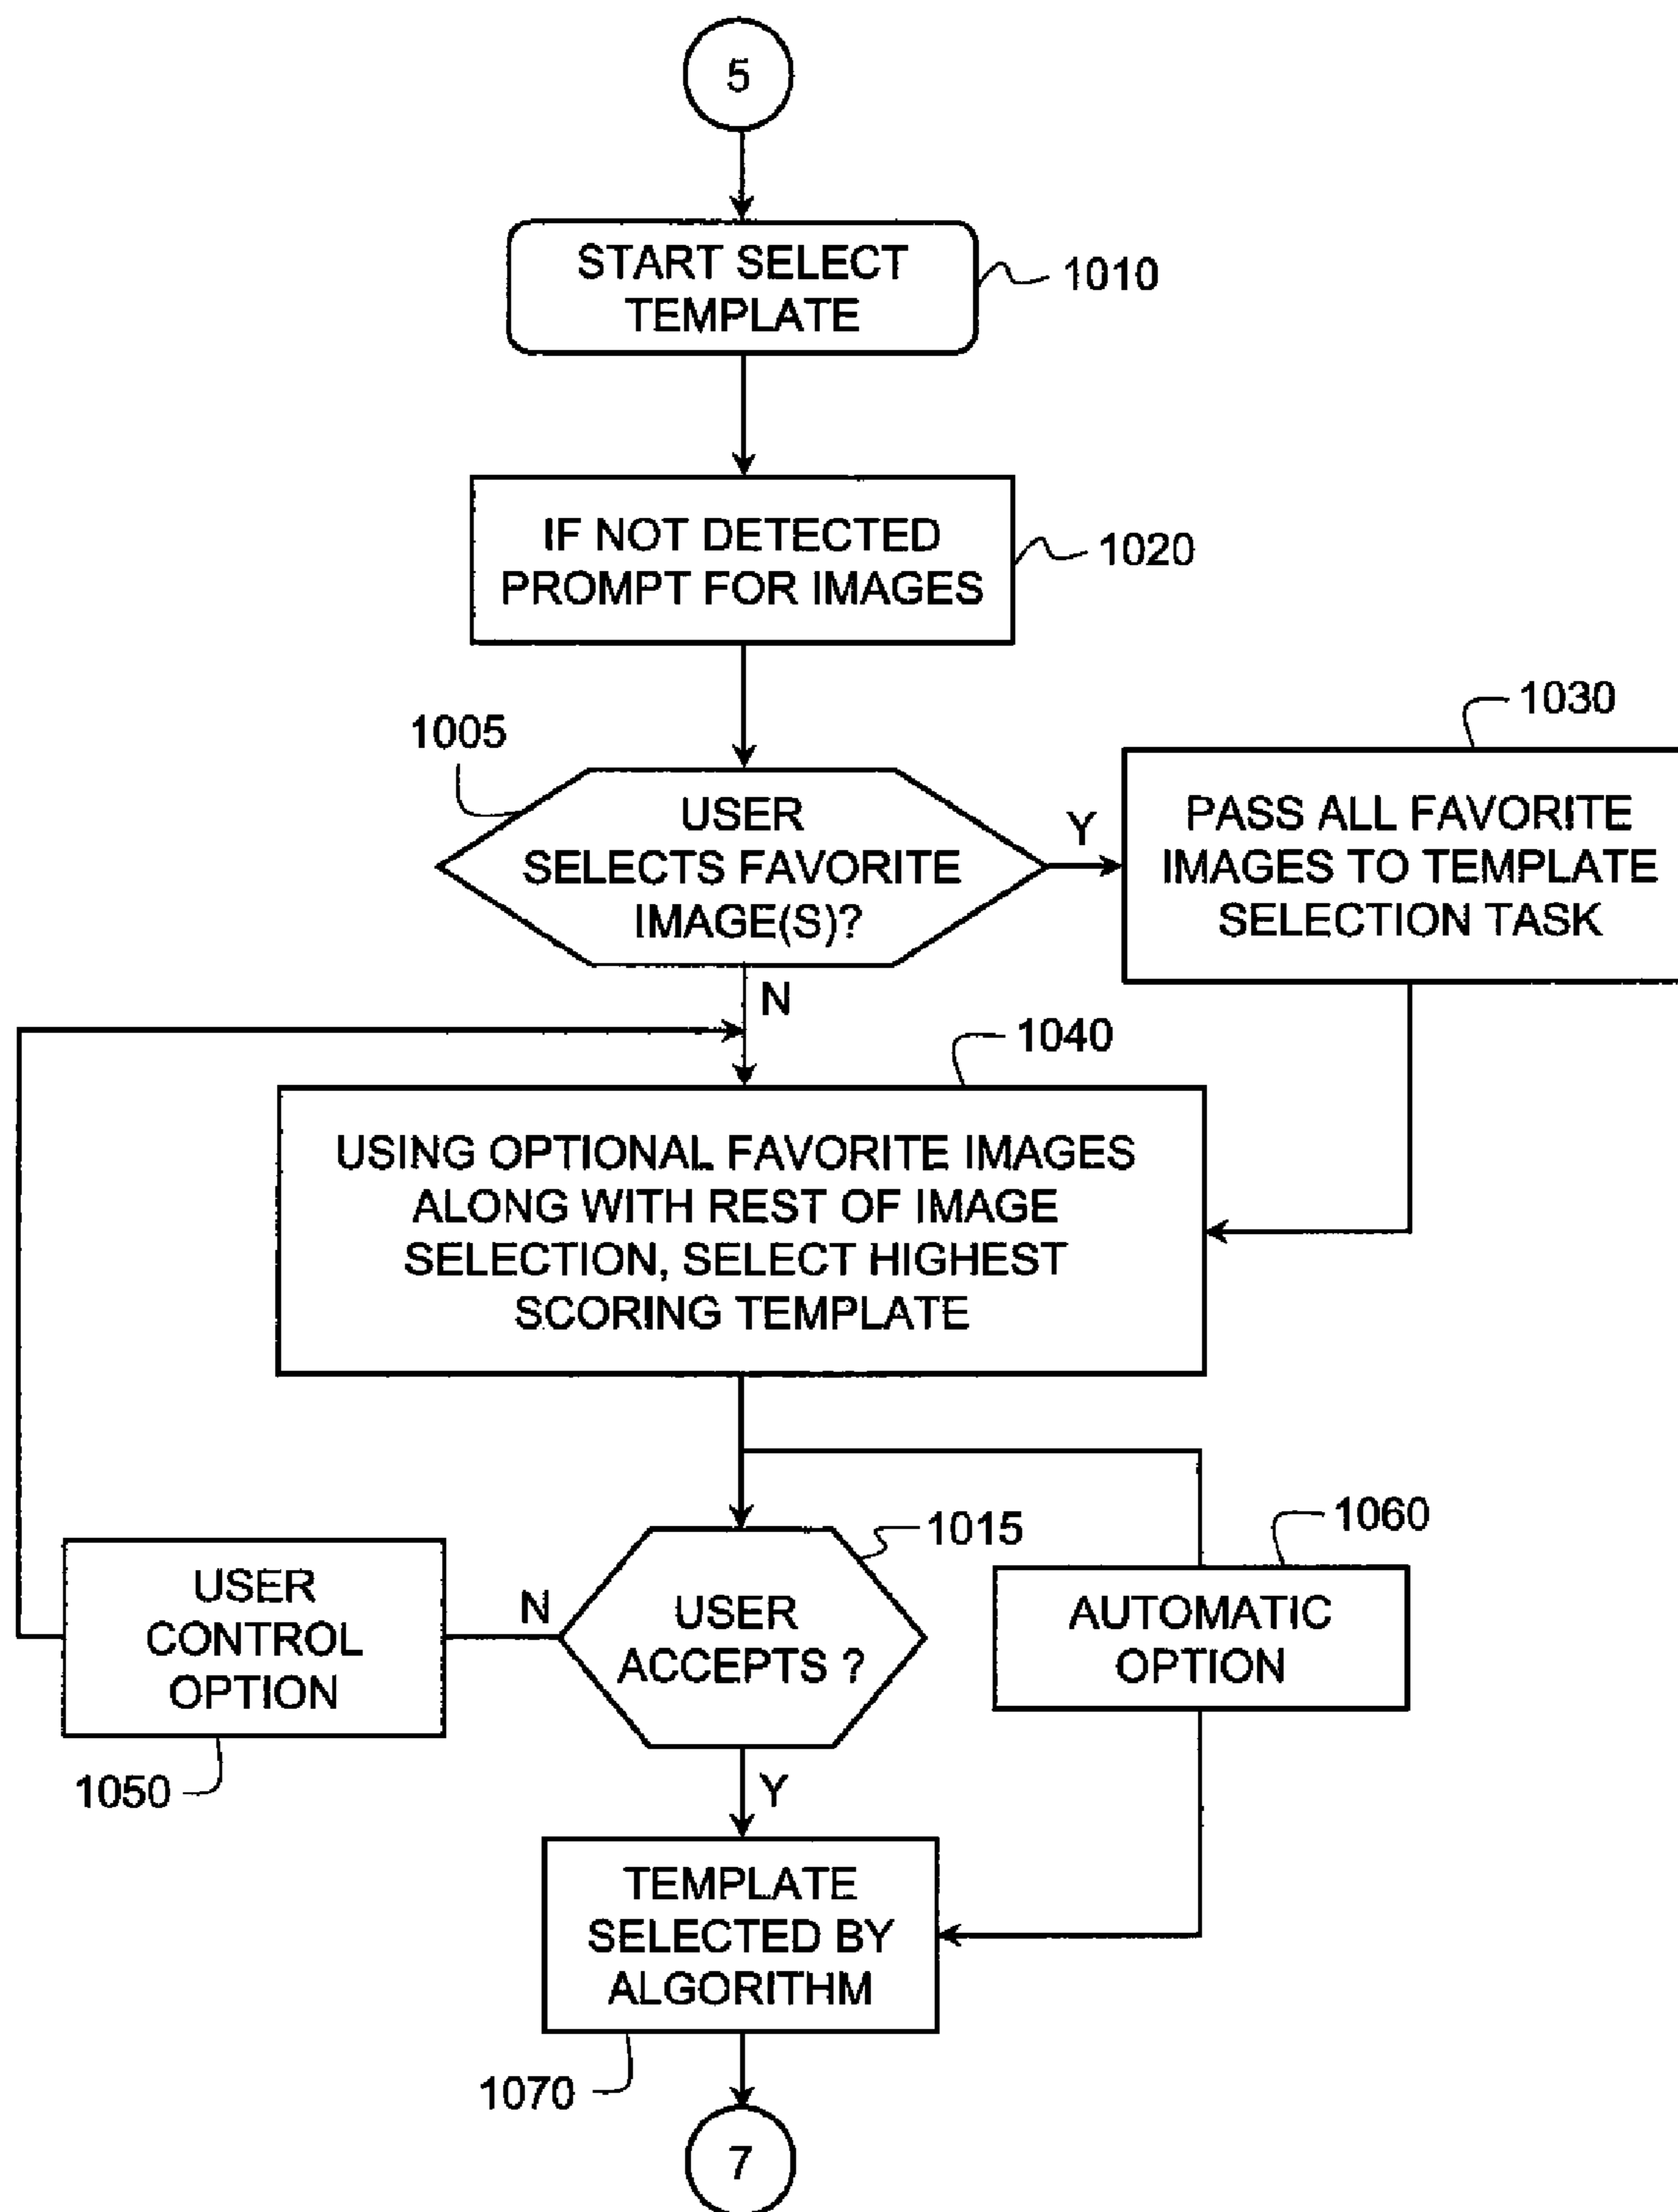 5
START SELECT
TEMPLATE
1010
IF NOT DETECTED
PROMPT FOR IMAGES
1020
1005
USER
SELECTS FAVORITE
IMAGE(S)?
Y
N
1030
PASS ALL FAVORITE
IMAGES TO TEMPLATE
SELECTION TASK
1040
USING OPTIONAL FAVORITE IMAGES
ALONG WITH REST OF IMAGE
SELECTION, SELECT HIGHEST
SCORING TEMPLATE
1015
USER
ACCEPTS ?
N
Y
USER
CONTROL
OPTION
1050
1060
AUTOMATIC
OPTION
TEMPLATE
SELECTED BY
ALGORITHM
1070
7